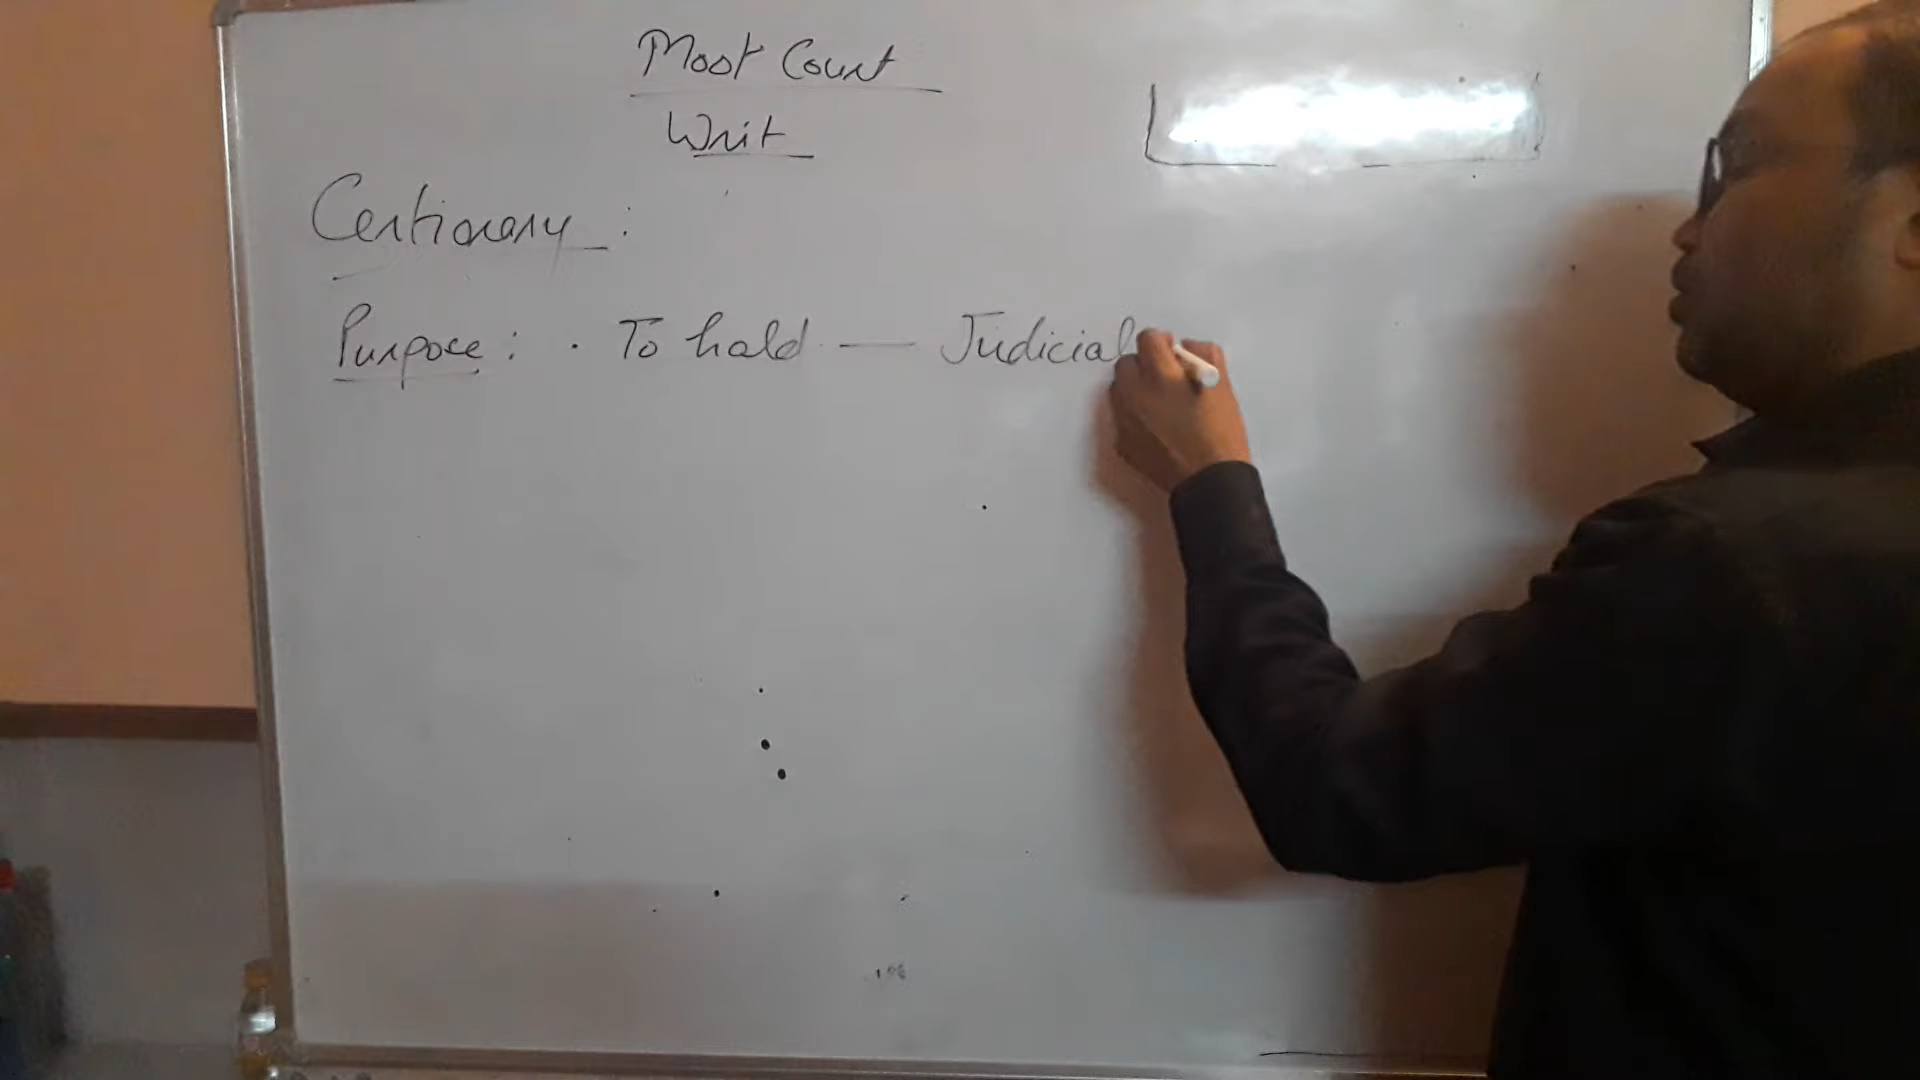 Moot Court
Writ
Certiorary :
Purpose : · To hold — Judicial